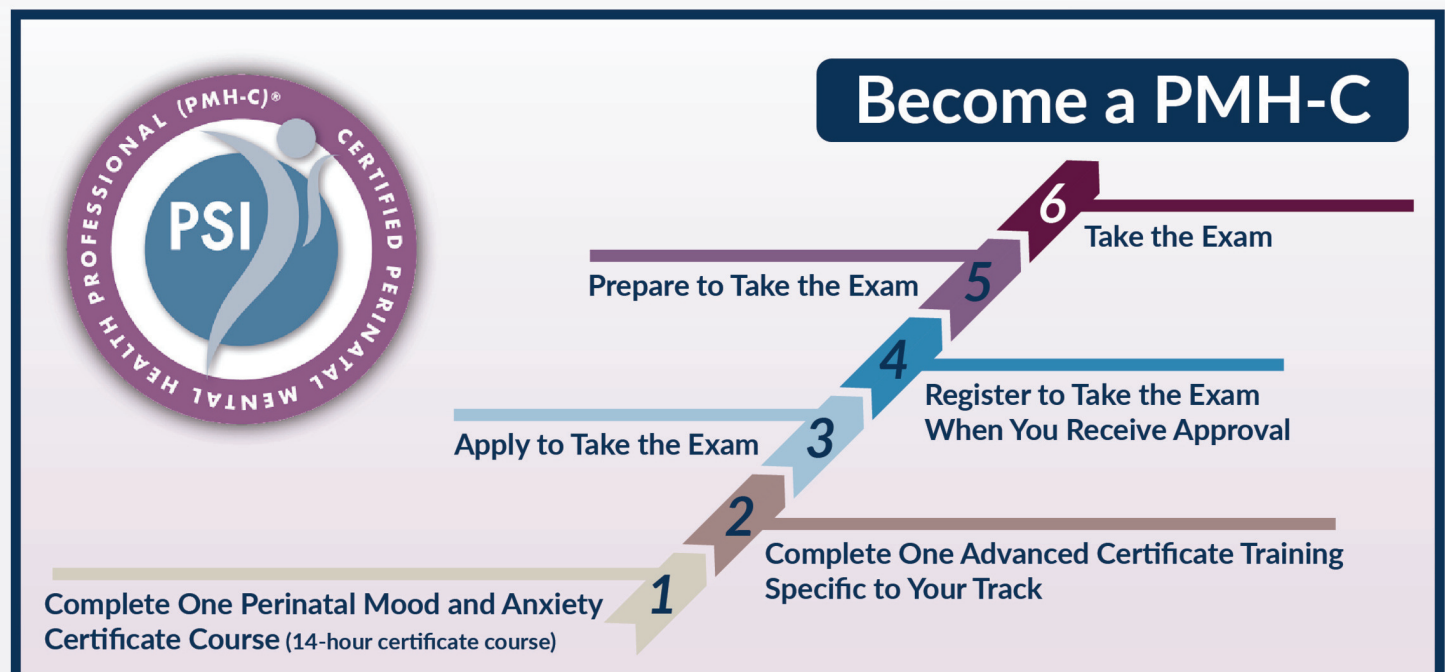 CERTIFIED PERINATAL MENTAL HEALTH PROFESSIONAL (PMH-C)®
PSI
Become a PMH-C
6
Take the Exam
5
Prepare to Take the Exam
4
Register to Take the Exam
When You Receive Approval
3
Apply to Take the Exam
2
Complete One Advanced Certificate Training
Specific to Your Track
1
Complete One Perinatal Mood and Anxiety
Certificate Course (14-hour certificate course)